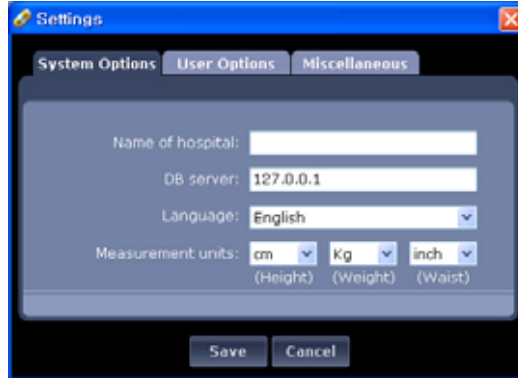 Settings
System Options User Options Miscellaneous
Name of hospital:
DB server: 127.0.0.1
Language: English
Measurement units: cm Kg inch
(Height) (Weight) (Waist)
Save Cancel